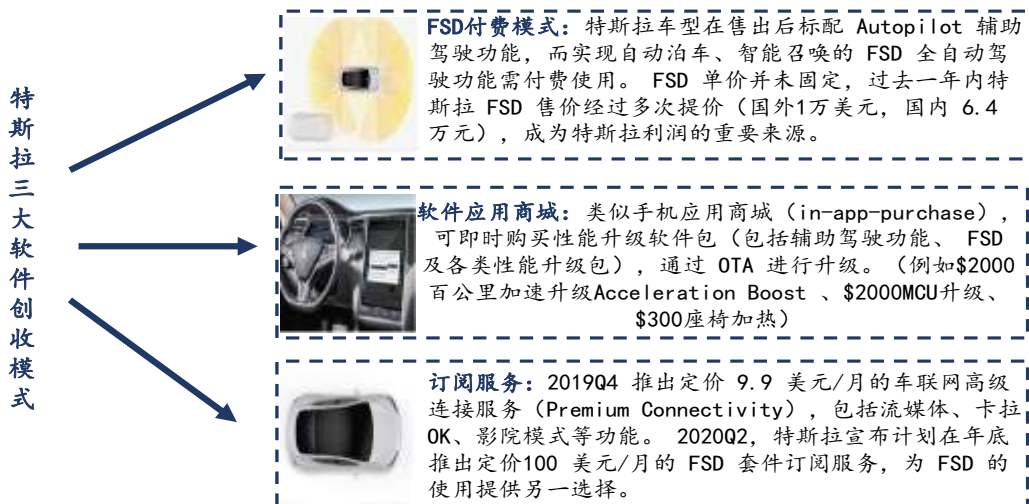 特斯拉三大软件创收模式
FSD付费模式：特斯拉车型在售出后标配 Autopilot 辅助
驾驶功能，而实现自动泊车、智能召唤的 FSD 全自动驾
驶功能需付费使用。 FSD 单价并未固定，过去一年内特
斯拉 FSD 售价经过多次提价（国外1万美元，国内 6.4
万元），成为特斯拉利润的重要来源。
软件应用商城：类似手机应用商城（in-app-purchase），
可即时购买性能升级软件包（包括辅助驾驶功能、 FSD
及各类性能升级包），通过 OTA 进行升级。（例如$2000
百公里加速升级Acceleration Boost 、$2000MCU升级、
$300座椅加热）
订阅服务：2019Q4 推出定价 9.9 美元/月的车联网高级
连接服务（Premium Connectivity），包括流媒体、卡拉
OK、影院模式等功能。 2020Q2，特斯拉宣布计划在年底
推出定价100 美元/月的 FSD 套件订阅服务，为 FSD 的
使用提供另一选择。